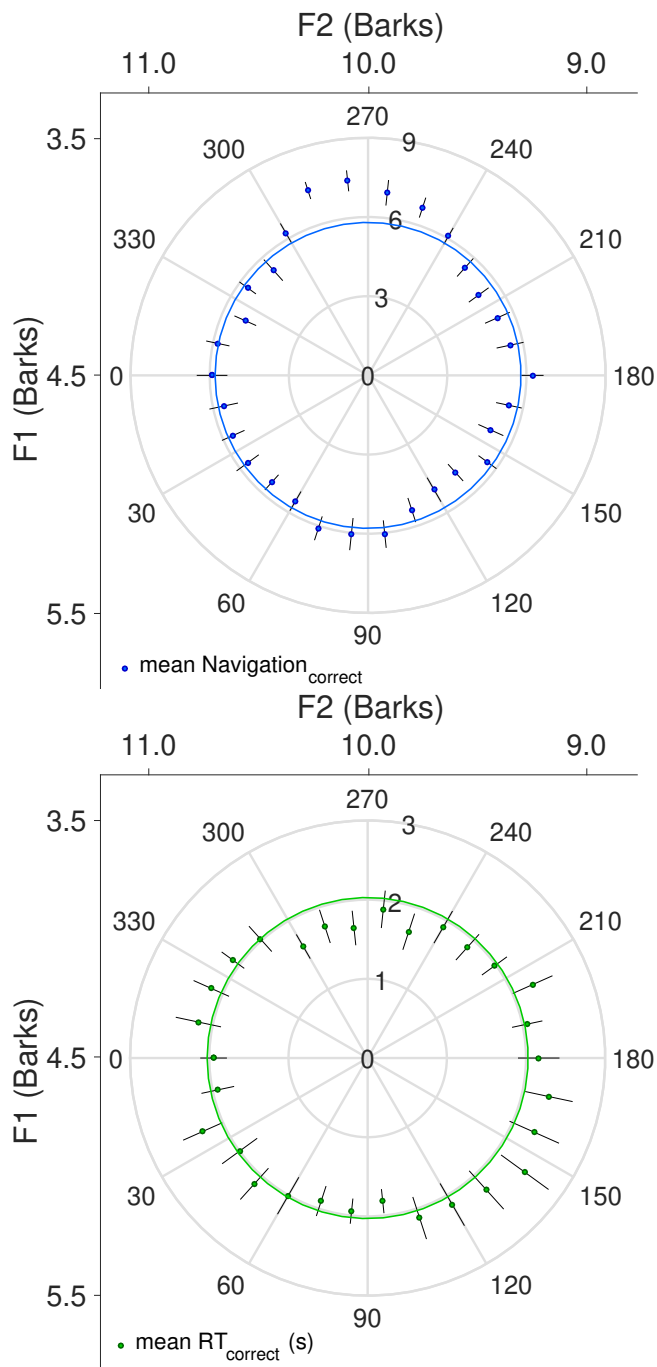 F2 (Barks)
11.0 10.0 9.0
3.5
270
300 9 240
6
330 210
3
F1 (Barks)
4.5 0 0 180
30 150
60 120
5.5
90
mean Navigation_correct
F2 (Barks)
11.0 10.0 9.0
3.5
270
300 3 240
2
330 210
1
F1 (Barks)
4.5 0 0 180
30 150
60 120
5.5
90
mean RT_correct (s)